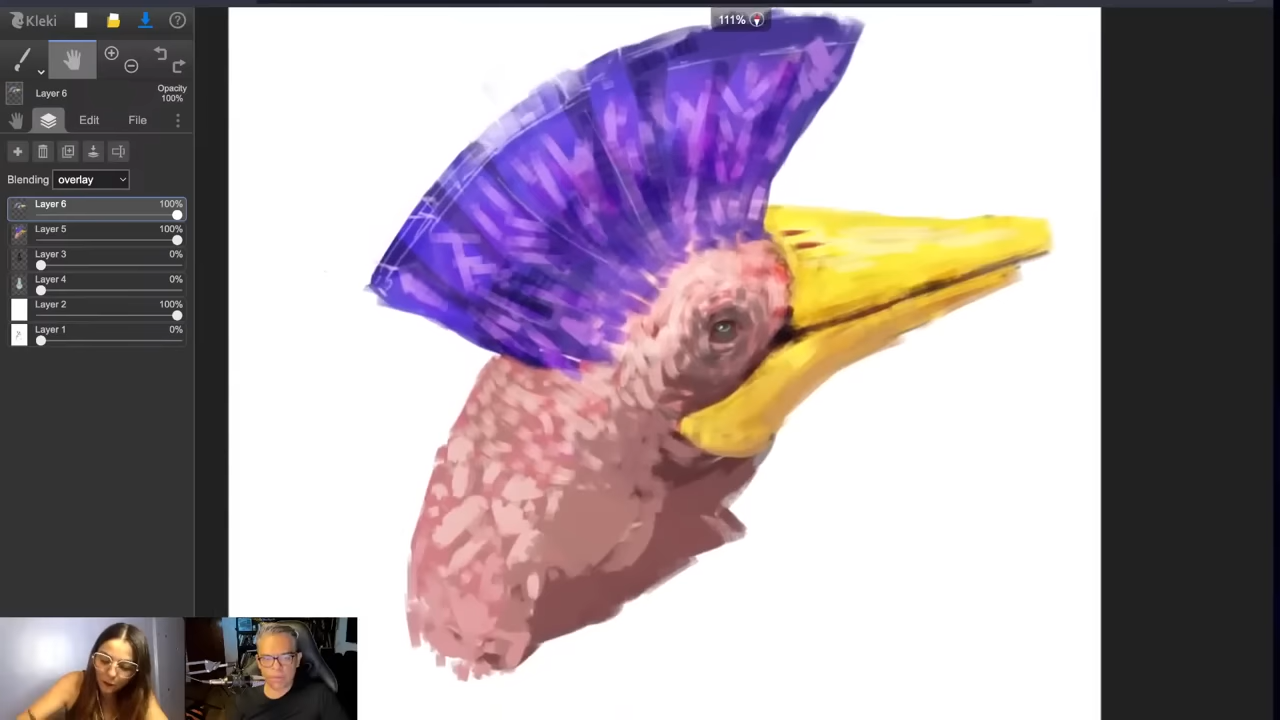 Kleki
111%
Layer 6
Opacity
100%
Edit
File
Blending
overlay
Layer 6
100%
Layer 5
100%
Layer 3
0%
Layer 4
0%
Layer 2
100%
Layer 1
0%